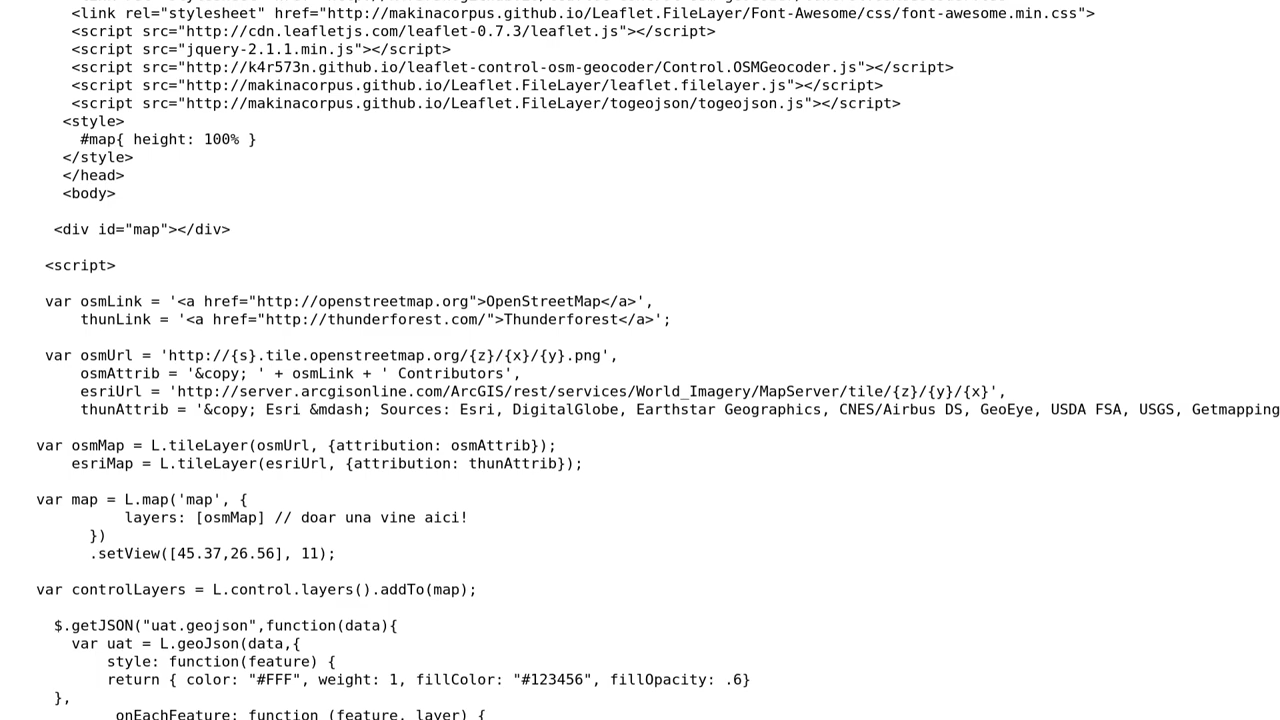 <link rel="stylesheet" href="http://makinacorpus.github.io/Leaflet.FileLayer/Font-Awesome/css/font-awesome.min.css">
<script src="http://cdn.leafletjs.com/leaflet-0.7.3/leaflet.js"></script>
<script src="jquery-2.1.1.min.js"></script>
<script src="http://k4r573n.github.io/leaflet-control-osm-geocoder/Control.OSMGeocoder.js"></script>
<script src="http://makinacorpus.github.io/Leaflet.FileLayer/leaflet.filelayer.js"></script>
<script src="http://makinacorpus.github.io/Leaflet.FileLayer/togeojson/togeojson.js"></script>
<style>
#map{ height: 100% }
</style>
</head>
<body>
<div id="map"></div>
<script>
var osmLink = '<a href="http://openstreetmap.org">OpenStreetMap</a>',
thunLink = '<a href="http://thunderforest.com/">Thunderforest</a>';
var osmUrl = 'http://{s}.tile.openstreetmap.org/{z}/{x}/{y}.png',
osmAttrib = '&copy; ' + osmLink + ' Contributors',
esriUrl = 'http://server.arcgisonline.com/ArcGIS/rest/services/World_Imagery/MapServer/tile/{z}/{y}/{x}',
thunAttrib = '&copy; Esri &mdash; Sources: Esri, DigitalGlobe, Earthstar Geographics, CNES/Airbus DS, GeoEye, USDA FSA, USGS, Getmapping
var osmMap = L.tileLayer(osmUrl, {attribution: osmAttrib});
esriMap = L.tileLayer(esriUrl, {attribution: thunAttrib});
var map = L.map('map', {
layers: [osmMap] // doar una vine aici!
})
.setView([45.37,26.56], 11);
var controlLayers = L.control.layers().addTo(map);
$.getJSON("uat.geojson",function(data){
var uat = L.geoJson(data,{
style: function(feature) {
return { color: "#FFF", weight: 1, fillColor: "#123456", fillOpacity: .6}
},
onEachFeature: function (feature, layer) {